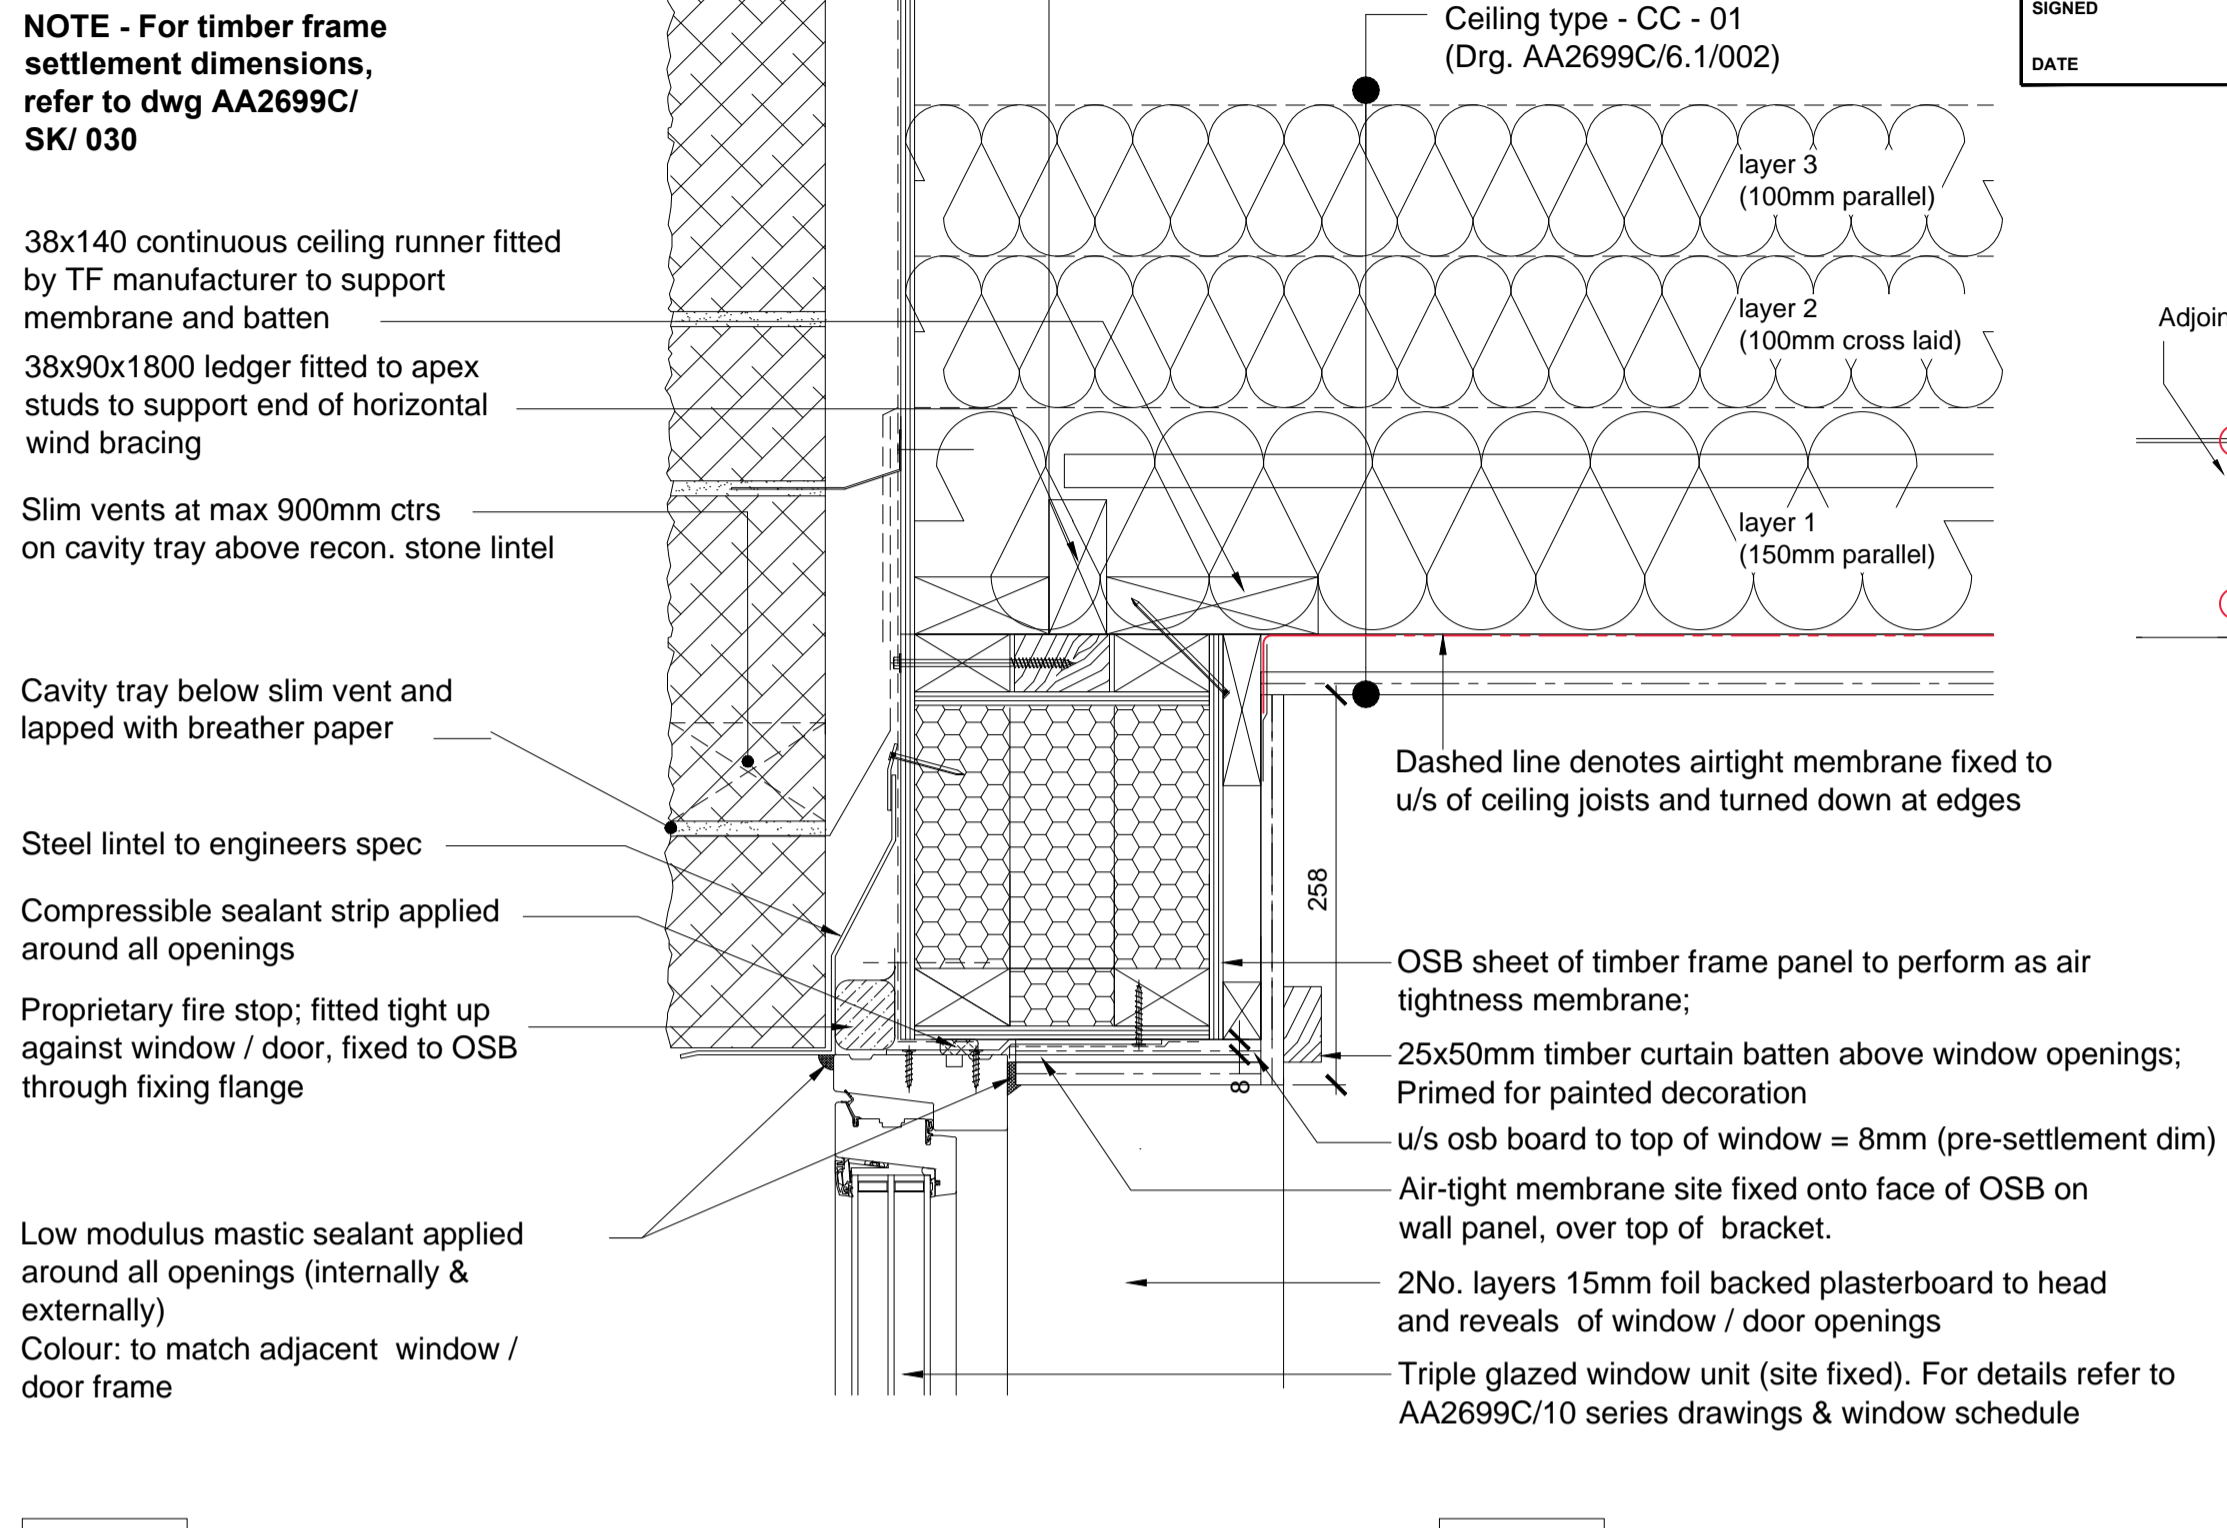 NOTE - For timber frame
settlement dimensions,
refer to dwg AA2699C/
SK/ 030
38x140 continuous ceiling runner fitted
by TF manufacturer to support
membrane and batten
38x90x1800 ledger fitted to apex
studs to support end of horizontal
wind bracing
Slim vents at max 900mm ctrs
on cavity tray above recon. stone lintel
Cavity tray below slim vent and
lapped with breather paper
Steel lintel to engineers spec
Compressible sealant strip applied
around all openings
Proprietary fire stop; fitted tight up
against window / door, fixed to OSB
through fixing flange
Low modulus mastic sealant applied
around all openings (internally &
externally)
Colour: to match adjacent window /
door frame
Ceiling type - CC - 01
(Drg. AA2699C/6.1/002)
layer 3
(100mm parallel)
layer 2
(100mm cross laid)
layer 1
(150mm parallel)
Dashed line denotes airtight membrane fixed to
u/s of ceiling joists and turned down at edges
258
8
OSB sheet of timber frame panel to perform as air
tightness membrane;
25x50mm timber curtain batten above window openings;
Primed for painted decoration
u/s osb board to top of window = 8mm (pre-settlement dim)
Air-tight membrane site fixed onto face of OSB on
wall panel, over top of bracket.
2No. layers 15mm foil backed plasterboard to head
and reveals of window / door openings
Triple glazed window unit (site fixed). For details refer to
AA2699C/10 series drawings & window schedule
SIGNED
DATE
Adjoin